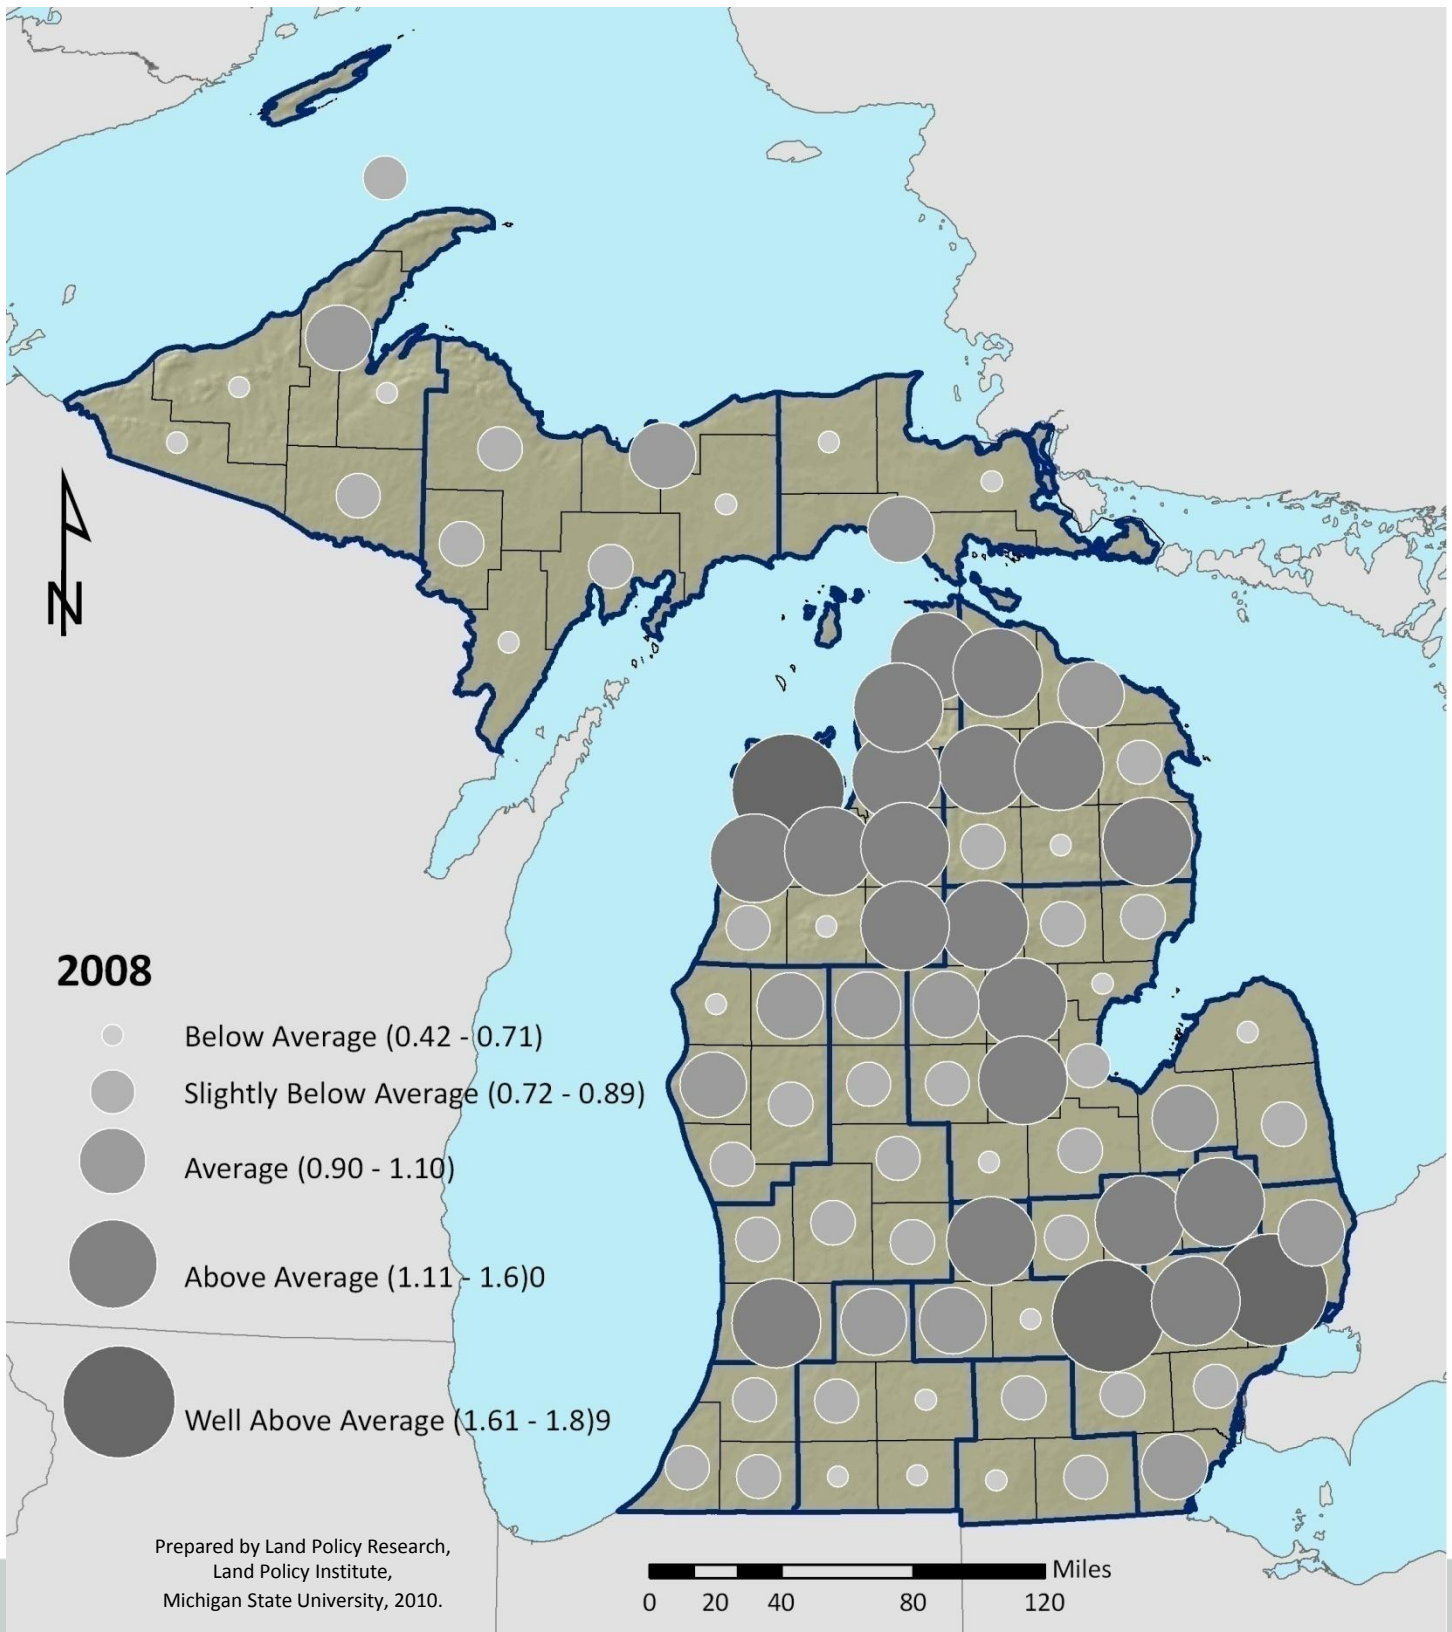 N
2008
Below Average (0.42 - 0.71)
Slightly Below Average (0.72 - 0.89)
Average (0.90 - 1.10)
Above Average (1.11 - 1.6)0
Well Above Average (1.61 - 1.8)9
Prepared by Land Policy Research,
Land Policy Institute,
Michigan State University, 2010.
Miles
0 20 40 80 120